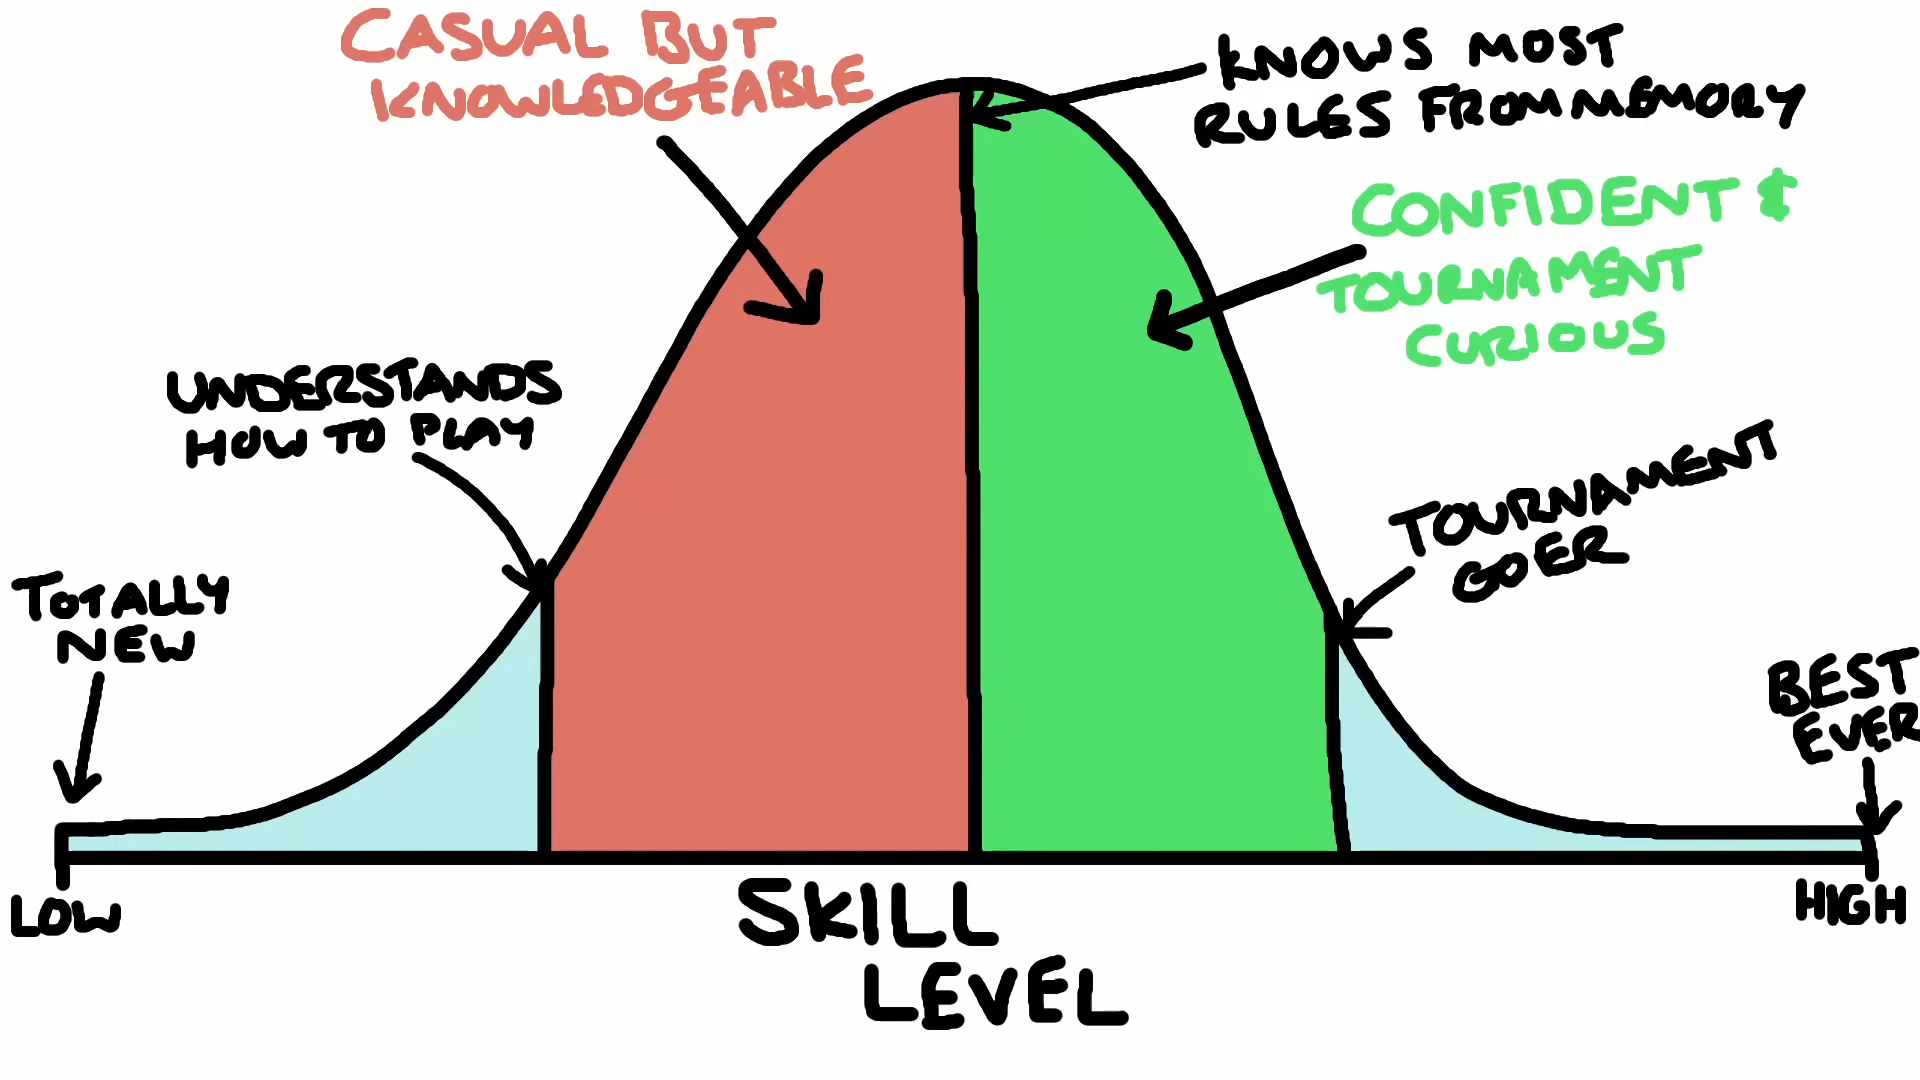 CASUAL BUT
KNOWLEDGEABLE
KNOWS MOST
RULES FROM MEMORY
CONFIDENT &
TOURNAMENT
CURIOUS
UNDERSTANDS
HOW TO PLAY
TOURNAMENT
GOER
TOTALLY
NEW
BEST
EVER
LOW
HIGH
SKILL
LEVEL